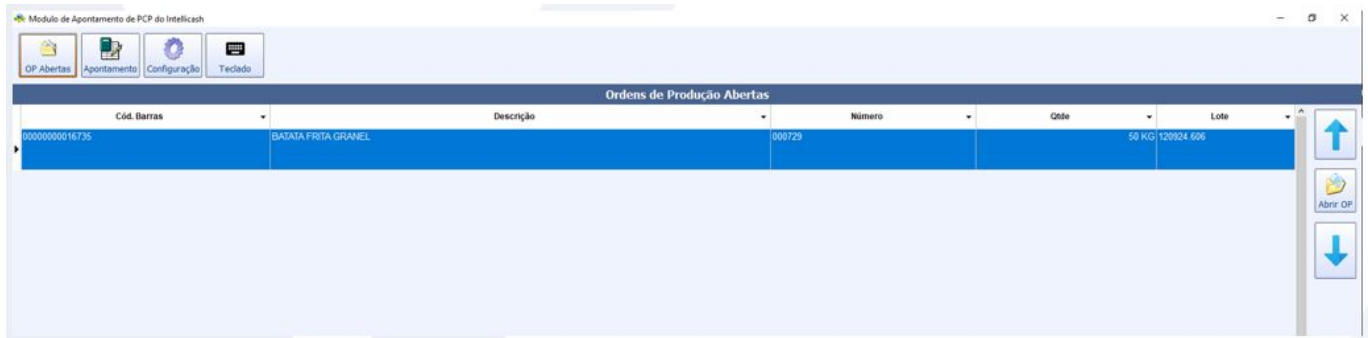 Modulo de Apontamento de PCP do Intellicash
OP Abertas Apontamento Configuração Teclado
Ordens de Produção Abertas
Cód. Barras Descrição Número Qtde Lote
00000000016735 BATATA FRITA GRANEL 000729 50 KG 120924.606
Abrir OP